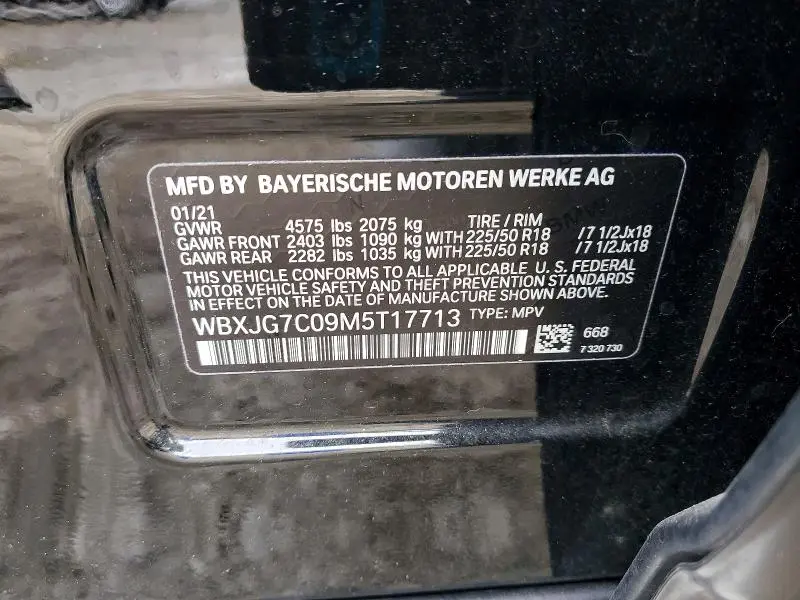 MFD BY BAYERISCHE MOTOREN WERKE AG
01/21
GVWR 4575 lbs 2075 kg TIRE / RIM
GAWR FRONT 2403 lbs 1090 kg WITH 225/50 R18 /7 1/2Jx18
GAWR REAR 2282 lbs 1035 kg WITH 225/50 R18 /7 1/2Jx18
THIS VEHICLE CONFORMS TO ALL APPLICABLE U. S. FEDERAL
MOTOR VEHICLE SAFETY AND THEFT PREVENTION STANDARDS
IN EFFECT ON THE DATE OF MANUFACTURE SHOWN ABOVE.
WBXJG7C09M5T17713 TYPE: MPV
668
7 320 730